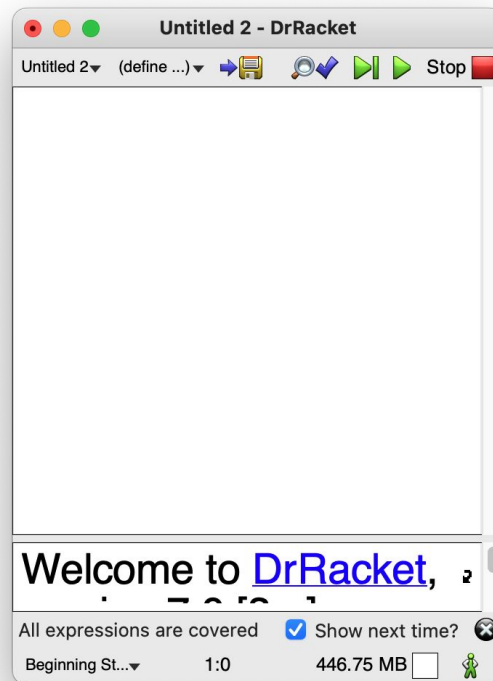 Untitled 2 - DrRacket
Untitled 2 (define ...) Stop
Welcome to DrRacket,
All expressions are covered Show next time?
Beginning St... 1:0 446.75 MB